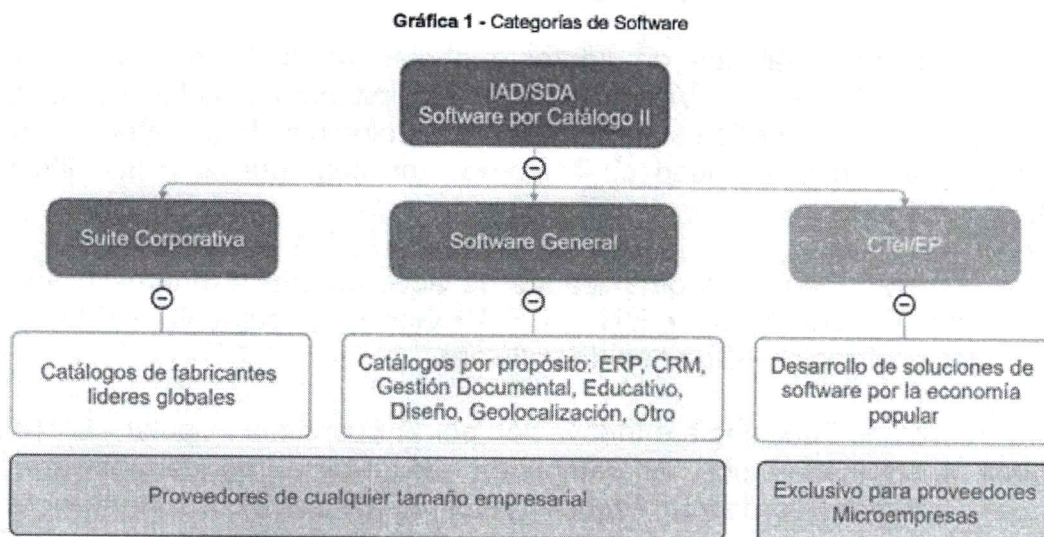 Gráfica 1 - Categorías de Software
IAD/SDA
Software por Catálogo II
Suite Corporativa
Software General
CTeI/EP
Catálogos de fabricantes
lideres globales
Catálogos por propósito: ERP, CRM,
Gestión Documental, Educativo,
Diseño, Geolocalización, Otro
Desarrollo de soluciones de
software por la economía
popular
Proveedores de cualquier tamaño empresarial
Exclusivo para proveedores
Microempresas